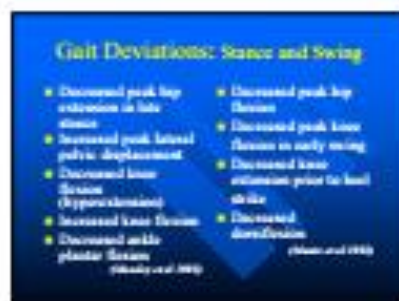 Gait Deviations: Stance and Swing
Decreased peak hip
extension in late
stance
Increased peak lateral
pelvic displacement
Decreased knee
flexion
(hyperextension)
Increased knee flexion
Decreased ankle
plantar flexion
Decreased peak hip
flexion
Decreased peak knee
flexion in early swing
Decreased knee
extension prior to heel
strike
Decreased
dorsiflexion